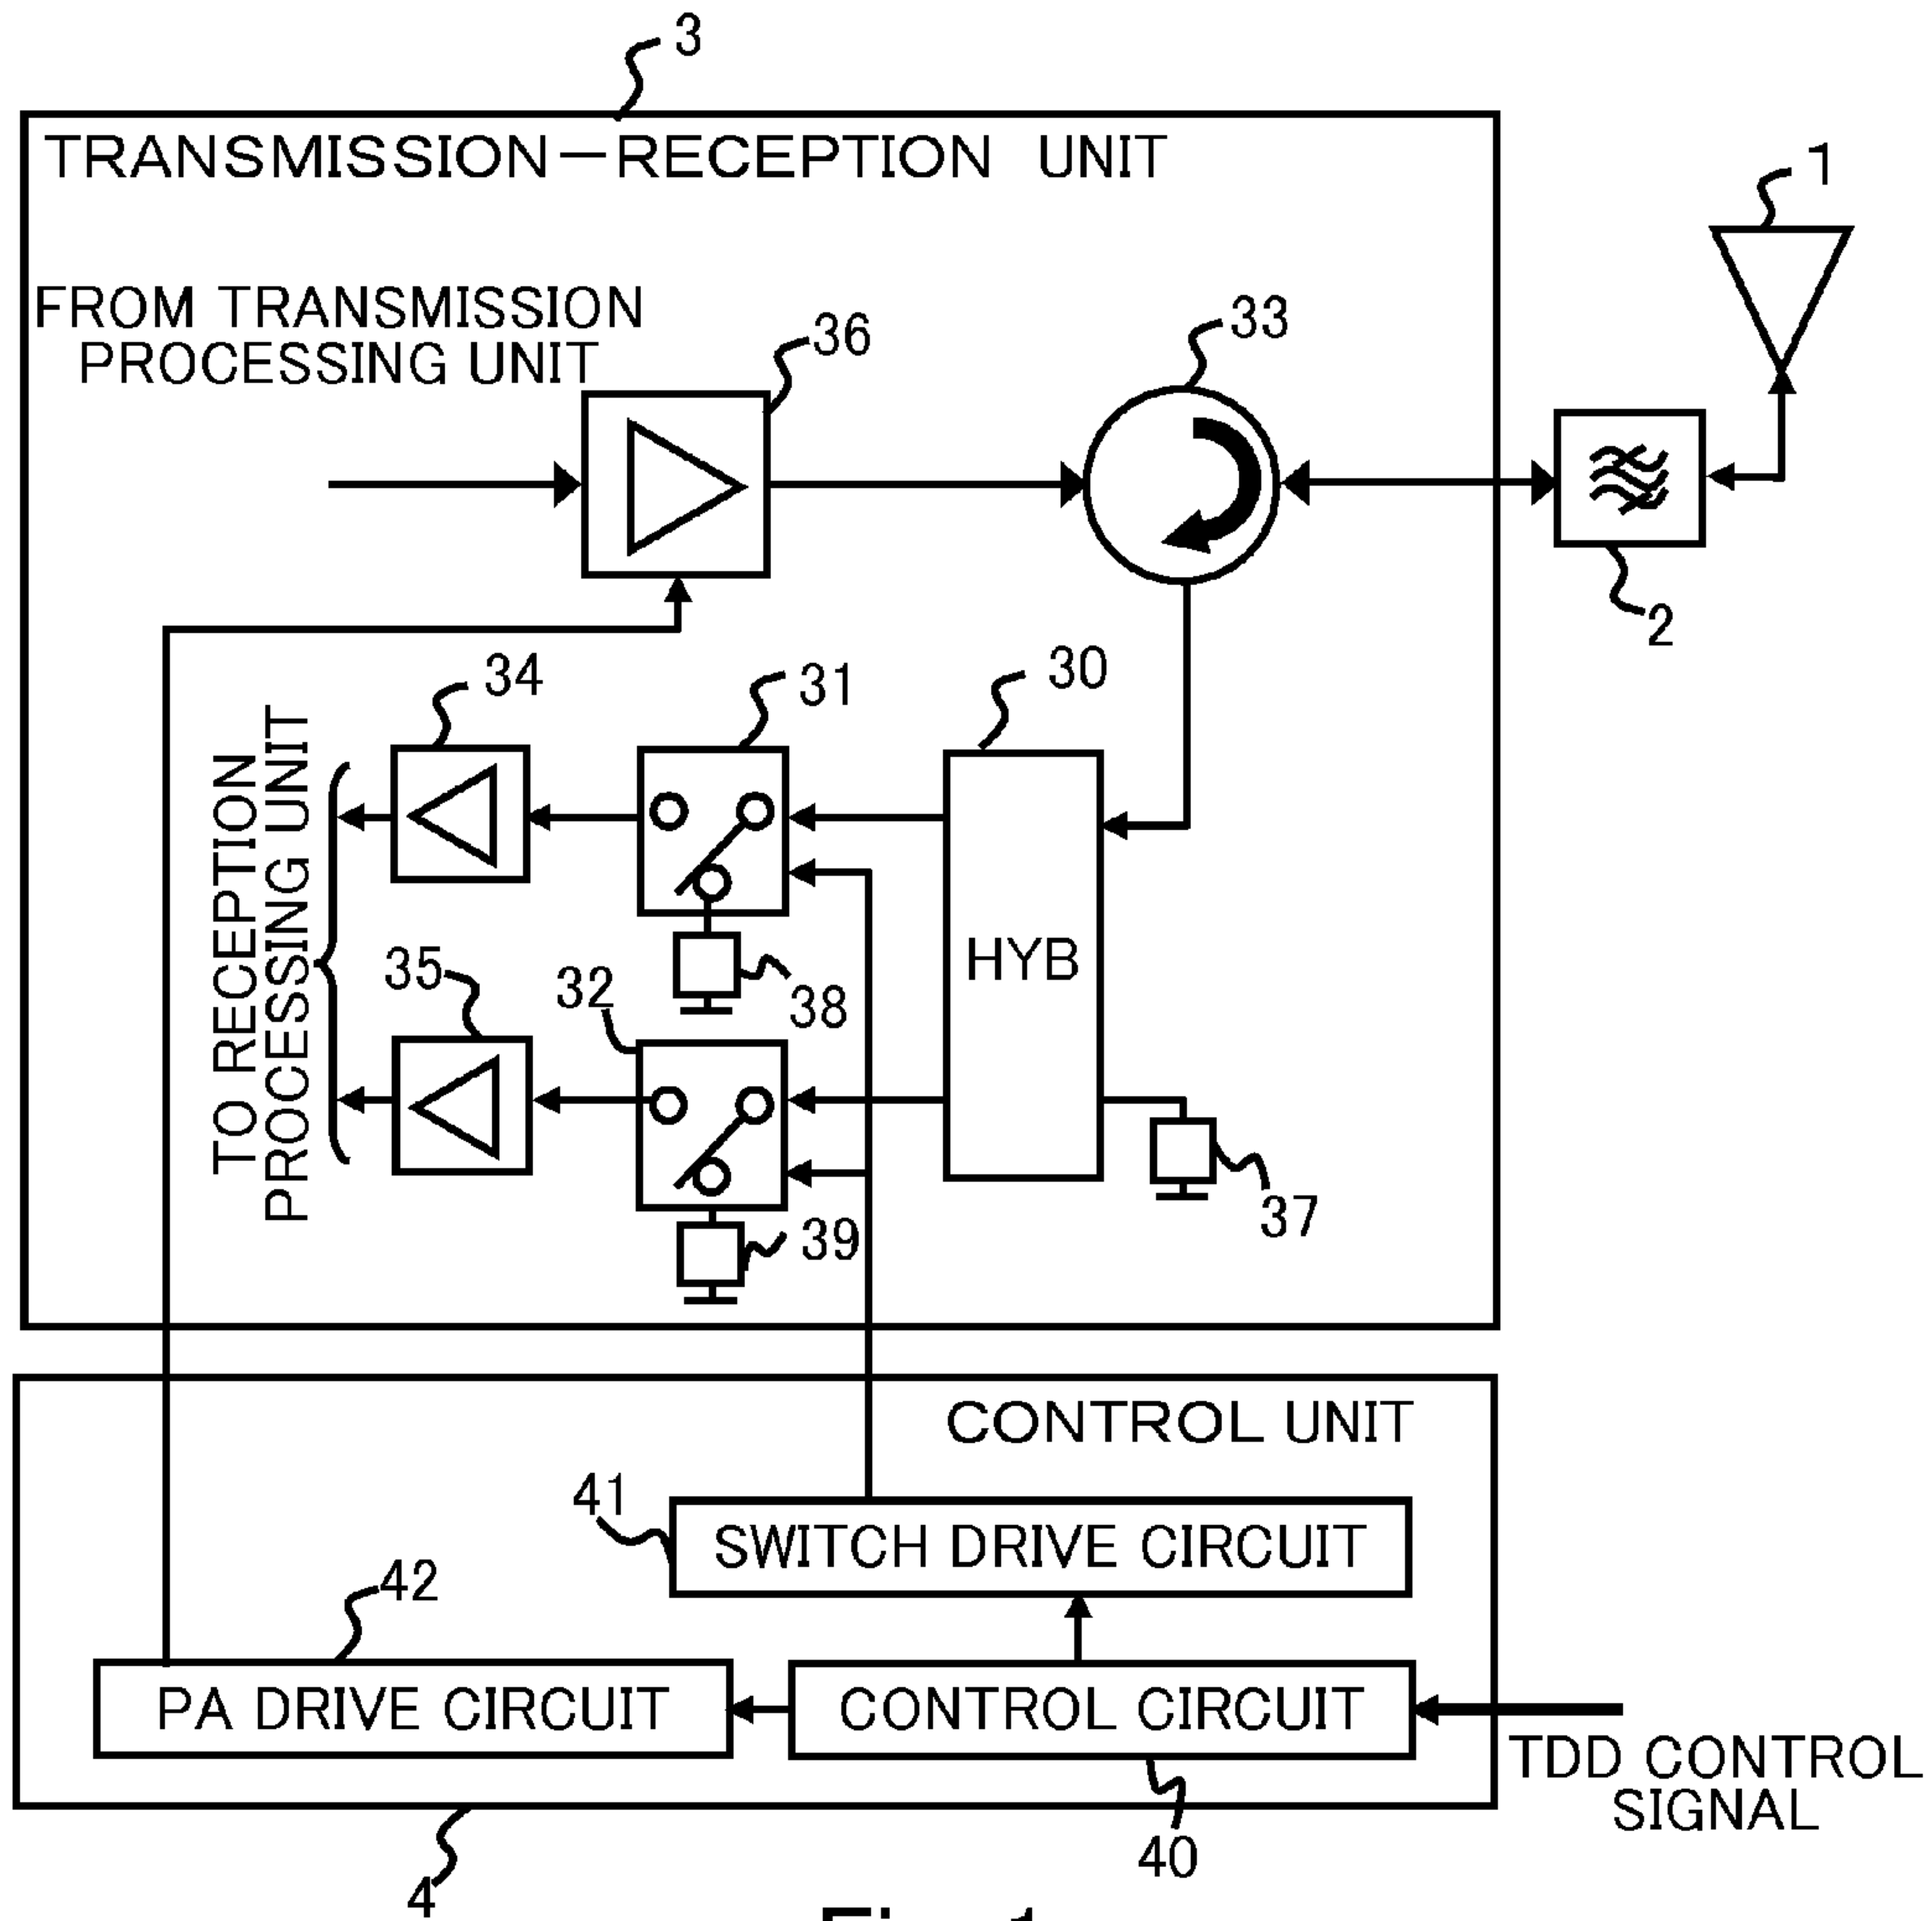 3
TRANSMISSION-RECEPTION UNIT
1
FROM TRANSMISSION
PROCESSING UNIT
36
33
2
34
31
30
TO RECEPTION
PROCESSING UNIT
35
32
38
HYB
39
37
CONTROL UNIT
41
SWITCH DRIVE CIRCUIT
42
PA DRIVE CIRCUIT
CONTROL CIRCUIT
TDD CONTROL
SIGNAL
40
4
Fig. 1